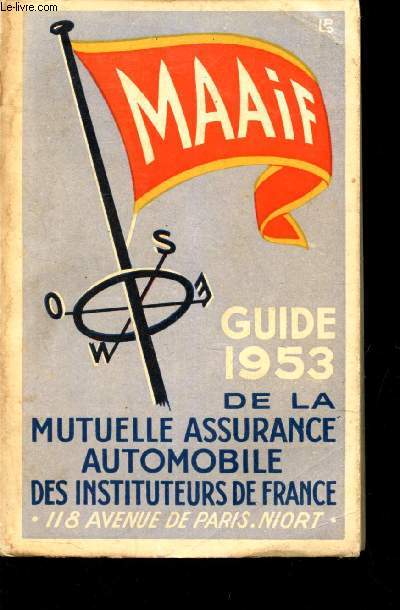 Le-livre.com
LB
MAAiF
S
O
E
W
GUIDE
1953
DE LA
MUTUELLE ASSURANCE
AUTOMOBILE
DES INSTITUTEURS DE FRANCE
• 118 AVENUE DE PARIS. NIORT •